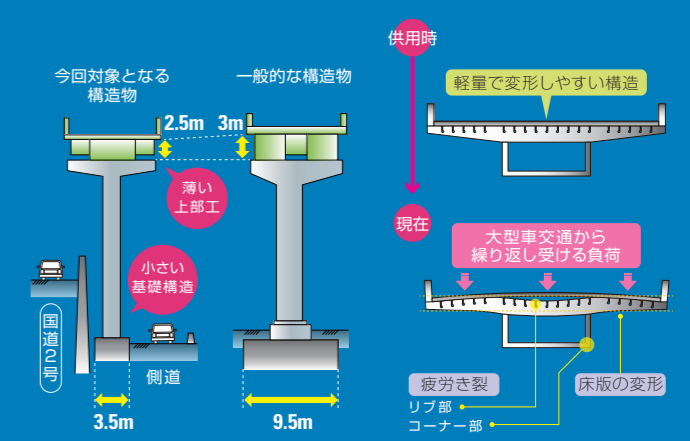 今回対象となる
構造物
一般的な構造物
2.5m
3m
薄い
上部工
小さい
基礎構造
国道2号
側道
3.5m
9.5m
供用時
軽量で変形しやすい構造
現在
大型車交通から
繰り返し受ける負荷
疲労き裂
リブ部
コーナー部
床版の変形